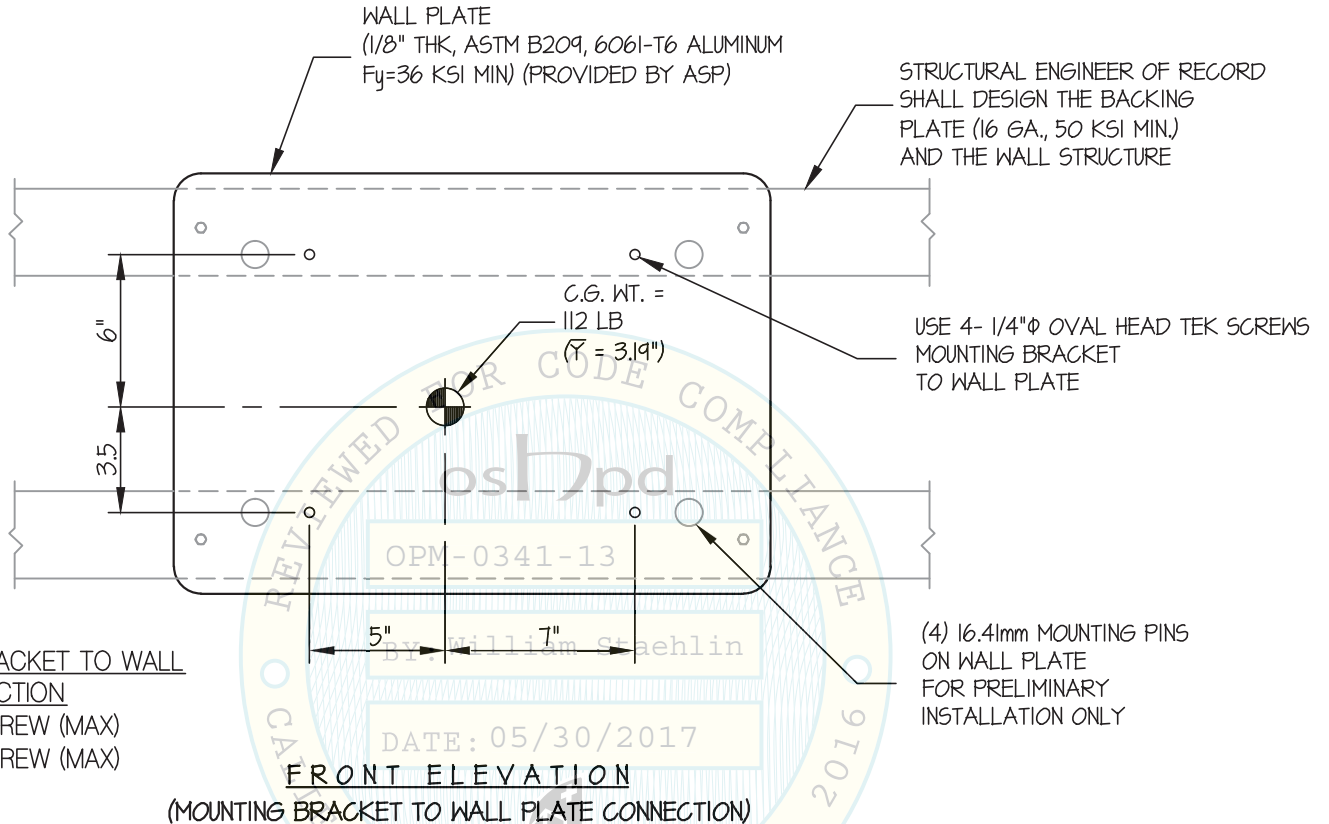 WALL PLATE
(1/8" THK, ASTM B209, 6061-T6 ALUMINUM
Fy=36 KSI MIN) (PROVIDED BY ASP)
STRUCTURAL ENGINEER OF RECORD
SHALL DESIGN THE BACKING
PLATE (16 GA., 50 KSI MIN.)
AND THE WALL STRUCTURE
6"
C.G. WT. =
112 LB
(Y̅ = 3.19")
USE 4- 1/4"Φ OVAL HEAD TEK SCREWS
MOUNTING BRACKET
TO WALL PLATE
3.5
REVIEWED FOR CODE COMPLIANCE
oshpd
OPM-0341-13
5"
7"
BY: William Staehlin
(4) 16.41mm MOUNTING PINS
ON WALL PLATE
FOR PRELIMINARY
INSTALLATION ONLY
ACKET TO WALL
CTION
REW (MAX)
REW (MAX)
DATE: 05/30/2017
CALI
2016
FRONT ELEVATION
(MOUNTING BRACKET TO WALL PLATE CONNECTION)